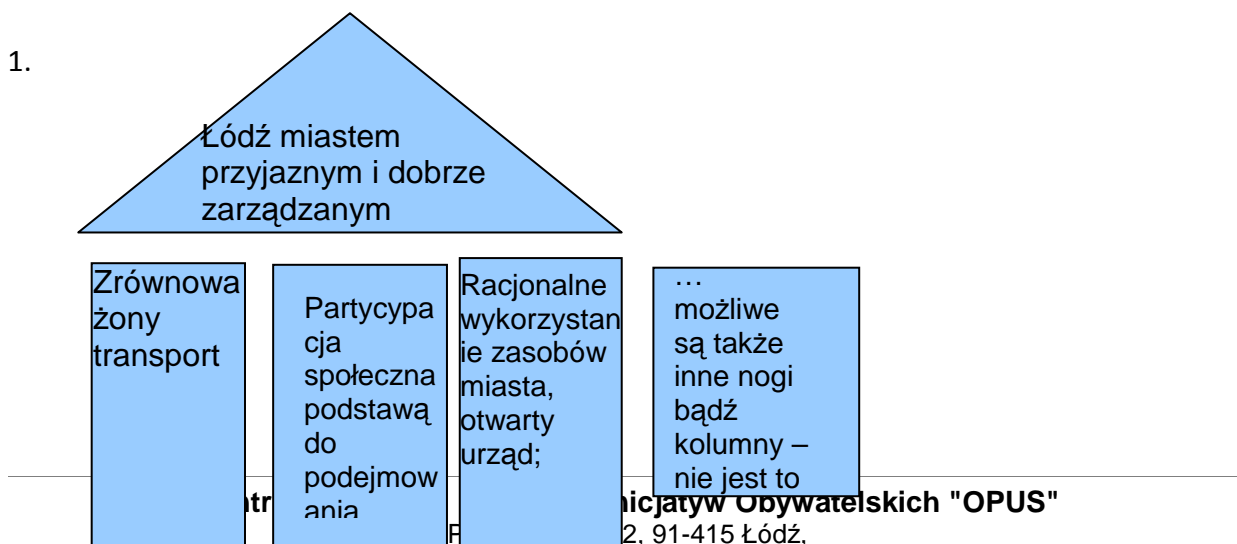 1.
Łódź miastem
przyjaznym i dobrze
zarządzanym
Zrównowa
żony
transport
Partycypa
cja
społeczna
podstawą
do
podejmow
ania
Racjonalne
wykorzystan
ie zasobów
miasta,
otwarty
urząd;
…
możliwe
są także
inne nogi
bądź
kolumny –
nie jest to
Obywatelskich "OPUS"
2, 91-415 Łódź,